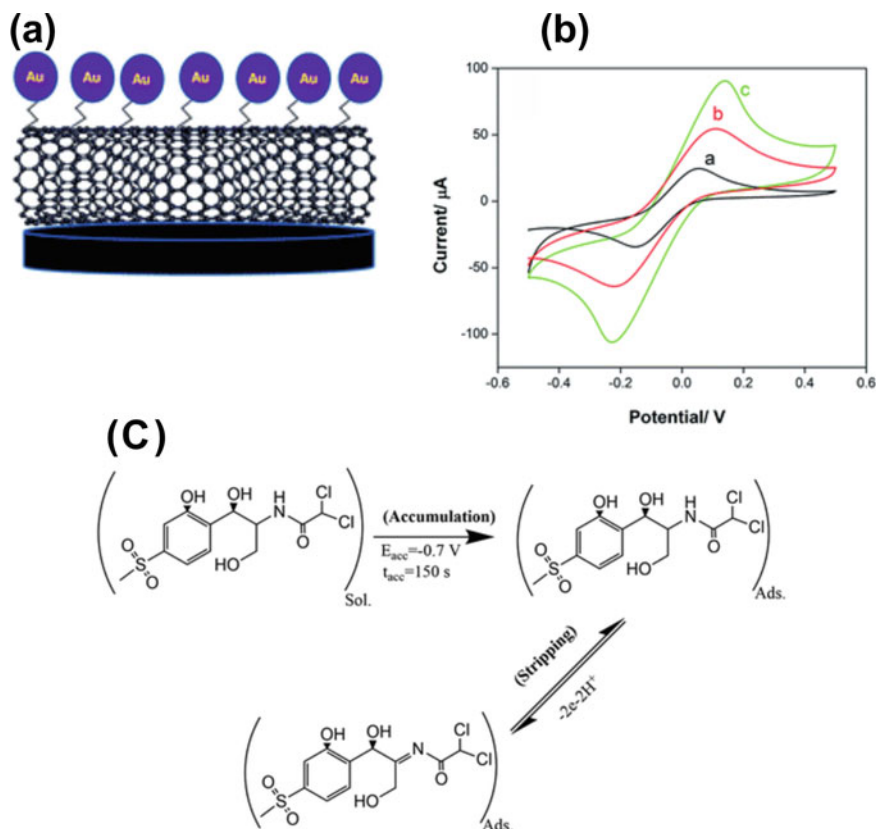 (a)
Au Au Au Au Au Au Au
(b)
100
50
0
-50
-100
Current/ µA
c
b
a
-0.6 -0.4 -0.2 0.0 0.2 0.4 0.6
Potential/ V
(C)
OH OH H N Cl Cl O HO S O O Sol.
(Accumulation)
Eacc=-0.7 V
tacc=150 s
OH OH H N Cl Cl O HO S O O Ads.
(Stripping)
-2e-2H+
OH OH N Cl Cl O HO S O O Ads.